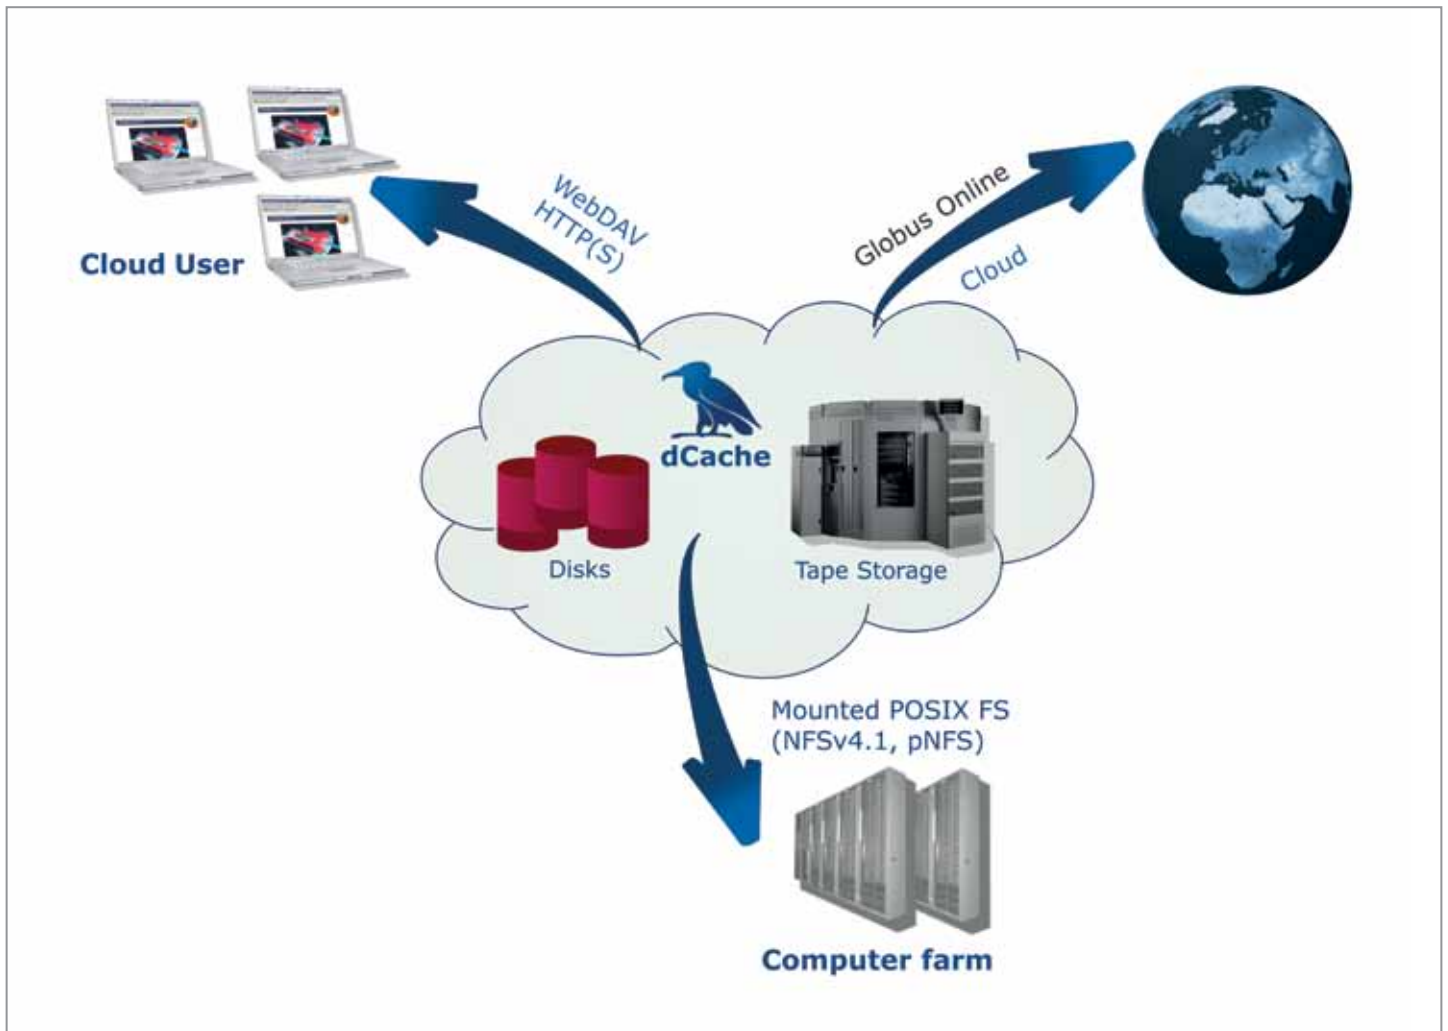 WebDAV
HTTP(S)
Globus Online
Cloud
Cloud User
dCache
Disks
Tape Storage
Mounted POSIX FS
(NFSv4.1, pNFS)
Computer farm